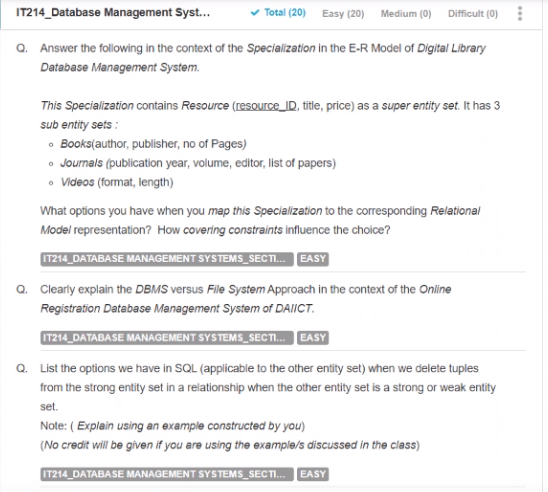 IT214_Database Management Syst... ✔ Total (20) Easy (20) Medium (0) Difficult (0)
Q. Answer the following in the context of the Specialization in the E-R Model of Digital Library
Database Management System.
This Specialization contains Resource (resource_ID, title, price) as a super entity set. It has 3
sub entity sets :
◦ Books(author, publisher, no of Pages)
◦ Journals (publication year, volume, editor, list of papers)
◦ Videos (format, length)
What options you have when you map this Specialization to the corresponding Relational
Model representation? How covering constraints influence the choice?
IT214_DATABASE MANAGEMENT SYSTEMS_SECTI... EASY
Q. Clearly explain the DBMS versus File System Approach in the context of the Online
Registration Database Management System of DAIICT.
IT214_DATABASE MANAGEMENT SYSTEMS_SECTI... EASY
Q. List the options we have in SQL (applicable to the other entity set) when we delete tuples
from the strong entity set in a relationship when the other entity set is a strong or weak entity
set.
Note: ( Explain using an example constructed by you)
(No credit will be given if you are using the example/s discussed in the class)
IT214_DATABASE MANAGEMENT SYSTEMS_SECTI... EASY